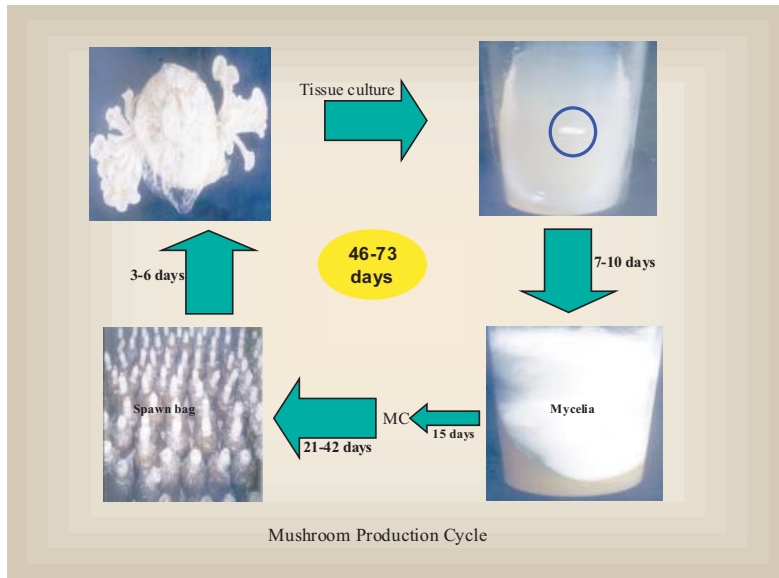 Tissue culture
46-73
days
3-6 days
7-10 days
Spawn bag
MC
15 days
21-42 days
Mycelia
Mushroom Production Cycle